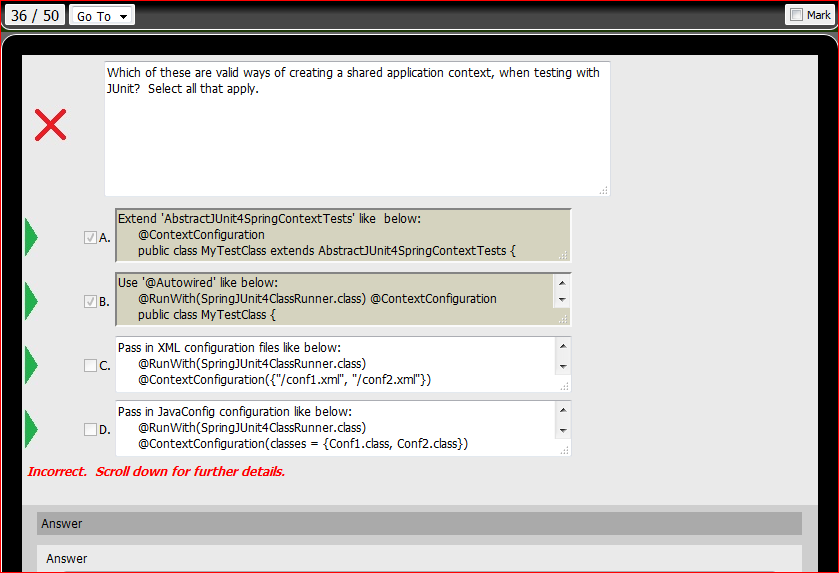 36 / 50 Go To Mark
Which of these are valid ways of creating a shared application context, when testing with
JUnit? Select all that apply.
A. Extend 'AbstractJUnit4SpringContextTests' like below:
@ContextConfiguration
public class MyTestClass extends AbstractJUnit4SpringContextTests {
B. Use '@Autowired' like below:
@RunWith(SpringJUnit4ClassRunner.class) @ContextConfiguration
public class MyTestClass {
C. Pass in XML configuration files like below:
@RunWith(SpringJUnit4ClassRunner.class)
@ContextConfiguration({"/conf1.xml", "/conf2.xml"})
D. Pass in JavaConfig configuration like below:
@RunWith(SpringJUnit4ClassRunner.class)
@ContextConfiguration(classes = {Conf1.class, Conf2.class})
Incorrect. Scroll down for further details.
Answer
Answer